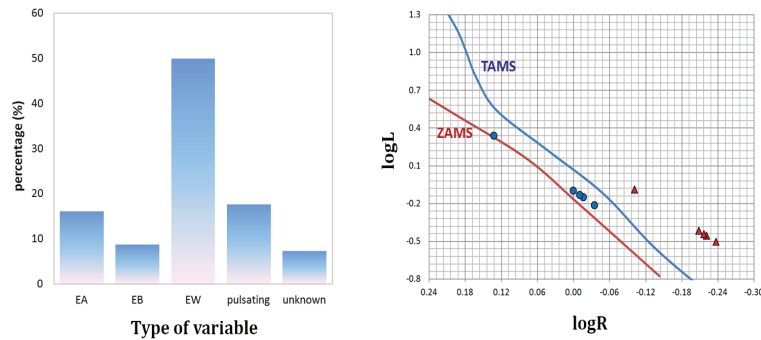 60
50
40
30
20
10
0
percentage (%)
EA EB EW pulsating unknown
Type of variable
1.3
1.0
0.7
0.4
0.1
-0.2
-0.5
-0.8
logL
TAMS
ZAMS
0.24 0.18 0.12 0.06 0.00 -0.06 -0.12 -0.18 -0.24 -0.30
logR